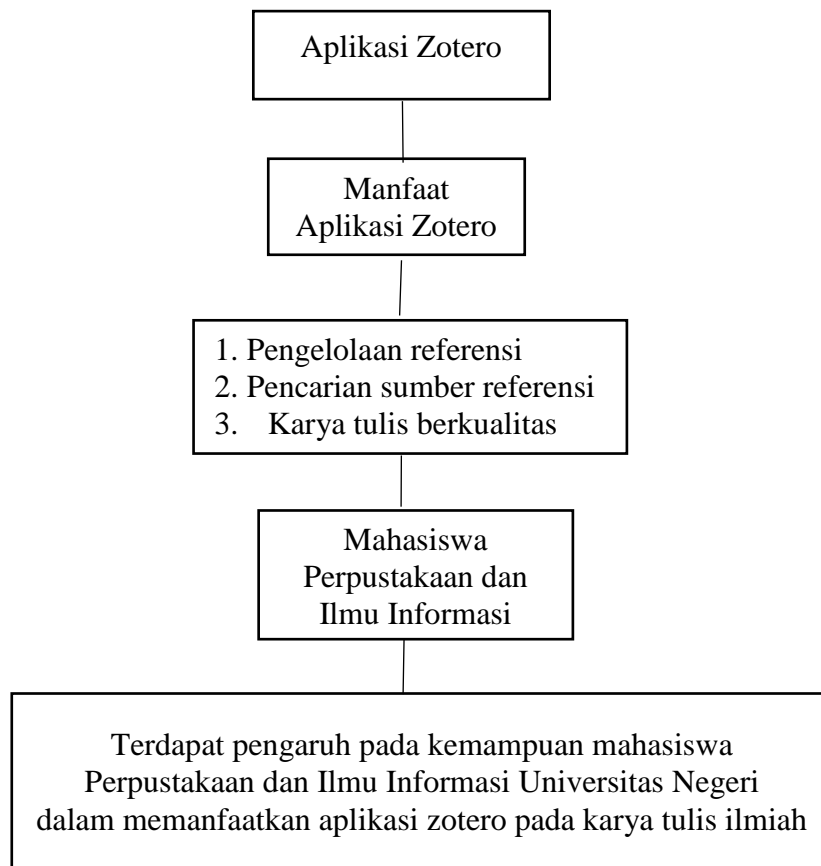 Aplikasi Zotero
Manfaat
Aplikasi Zotero
1. Pengelolaan referensi
2. Pencarian sumber referensi
3. Karya tulis berkualitas
Mahasiswa
Perpustakaan dan
Ilmu Informasi
Terdapat pengaruh pada kemampuan mahasiswa
Perpustakaan dan Ilmu Informasi Universitas Negeri
dalam memanfaatkan aplikasi zotero pada karya tulis ilmiah